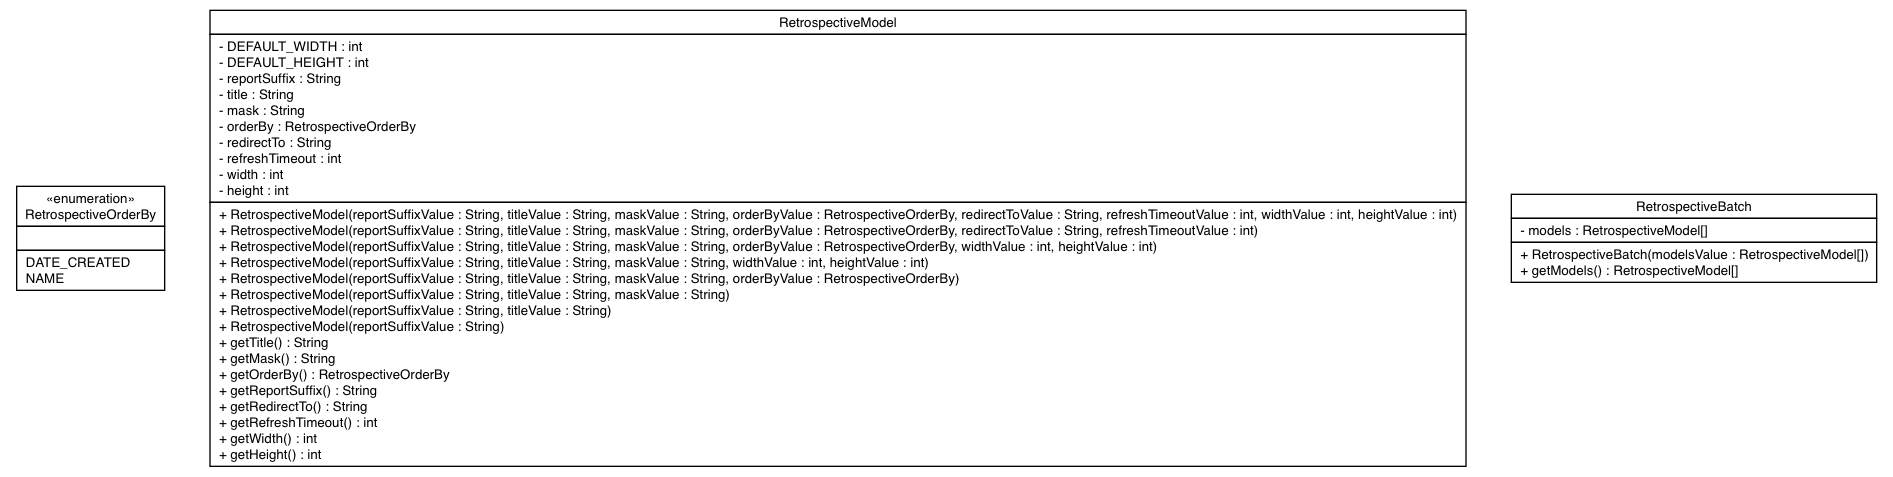 «enumeration»
RetrospectiveOrderBy
DATE_CREATED
NAME
RetrospectiveModel
- DEFAULT_WIDTH : int
- DEFAULT_HEIGHT : int
- reportSuffix : String
- title : String
- mask : String
- orderBy : RetrospectiveOrderBy
- redirectTo : String
- refreshTimeout : int
- width : int
- height : int
+ RetrospectiveModel(reportSuffixValue : String, titleValue : String, maskValue : String, orderByValue : RetrospectiveOrderBy, redirectToValue : String, refreshTimeoutValue : int, widthValue : int, heightValue : int)
+ RetrospectiveModel(reportSuffixValue : String, titleValue : String, maskValue : String, orderByValue : RetrospectiveOrderBy, redirectToValue : String, refreshTimeoutValue : int)
+ RetrospectiveModel(reportSuffixValue : String, titleValue : String, maskValue : String, orderByValue : RetrospectiveOrderBy, widthValue : int, heightValue : int)
+ RetrospectiveModel(reportSuffixValue : String, titleValue : String, maskValue : String, widthValue : int, heightValue : int)
+ RetrospectiveModel(reportSuffixValue : String, titleValue : String, maskValue : String, orderByValue : RetrospectiveOrderBy)
+ RetrospectiveModel(reportSuffixValue : String, titleValue : String, maskValue : String)
+ RetrospectiveModel(reportSuffixValue : String, titleValue : String)
+ RetrospectiveModel(reportSuffixValue : String)
+ getTitle() : String
+ getMask() : String
+ getOrderBy() : RetrospectiveOrderBy
+ getReportSuffix() : String
+ getRedirectTo() : String
+ getRefreshTimeout() : int
+ getWidth() : int
+ getHeight() : int
RetrospectiveBatch
- models : RetrospectiveModel[]
+ RetrospectiveBatch(modelsValue : RetrospectiveModel[])
+ getModels() : RetrospectiveModel[]